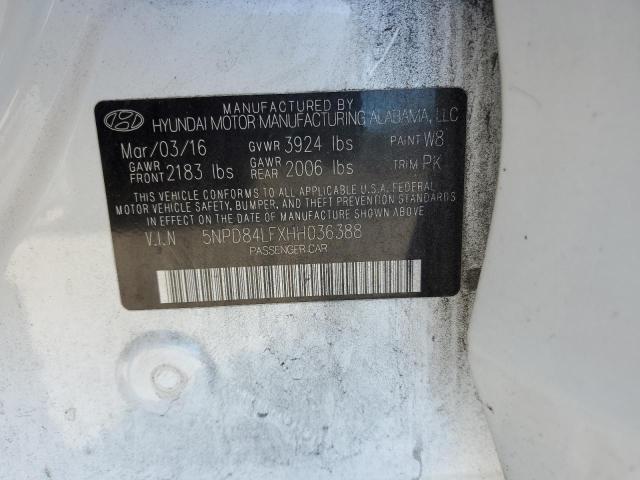 MANUFACTURED BY
HYUNDAI MOTOR MANUFACTURING ALABAMA, LLC
Mar/03/16 GVWR 3924 lbs PAINT W8
GAWR FRONT 2183 lbs GAWR REAR 2006 lbs TRIM PK
THIS VEHICLE CONFORMS TO ALL APPLICABLE U.S.A. FEDERAL
MOTOR VEHICLE SAFETY, BUMPER, AND THEFT PREVENTION STANDARDS
IN EFFECT ON THE DATE OF MANUFACTURE SHOWN ABOVE.
V.I.N 5NPD84LFXHH036388
PASSENGER CAR